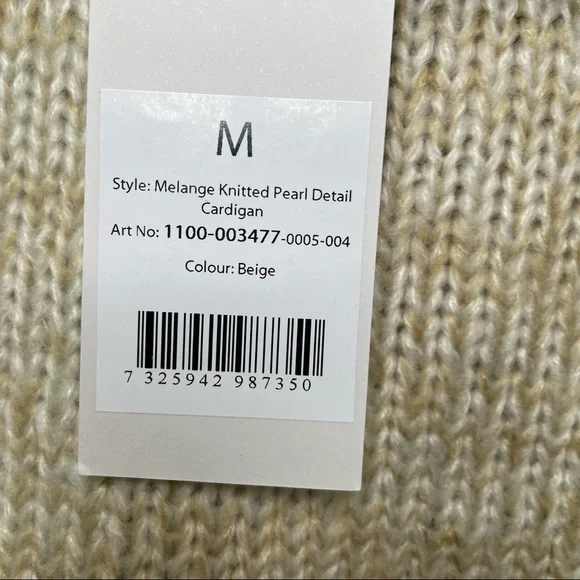 M
Style: Melange Knitted Pearl Detail
Cardigan
Art No: 1100-003477-0005-004
Colour: Beige
7 325942 987350